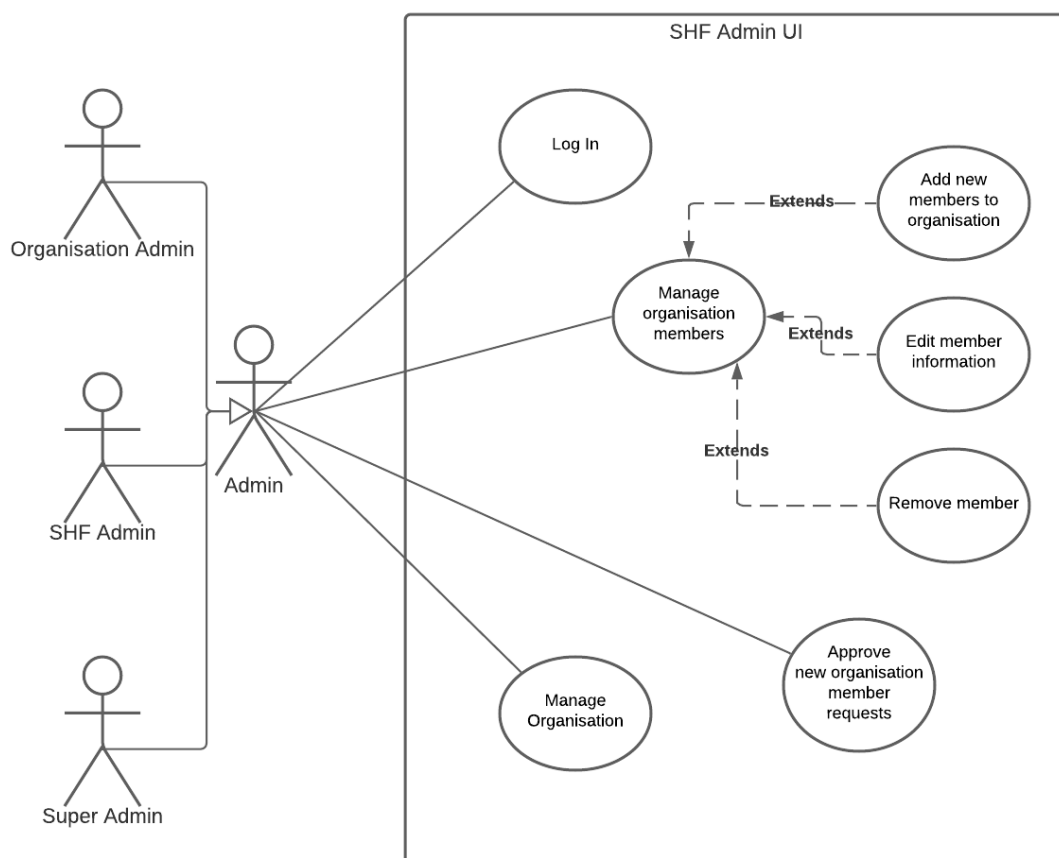 SHF Admin UI
Log In
Add new
members to
organisation
Extends
Organisation Admin
Manage
organisation
members
Extends
Edit member
information
Extends
Admin
Remove member
SHF Admin
Approve
new organisation
member
requests
Manage
Organisation
Super Admin